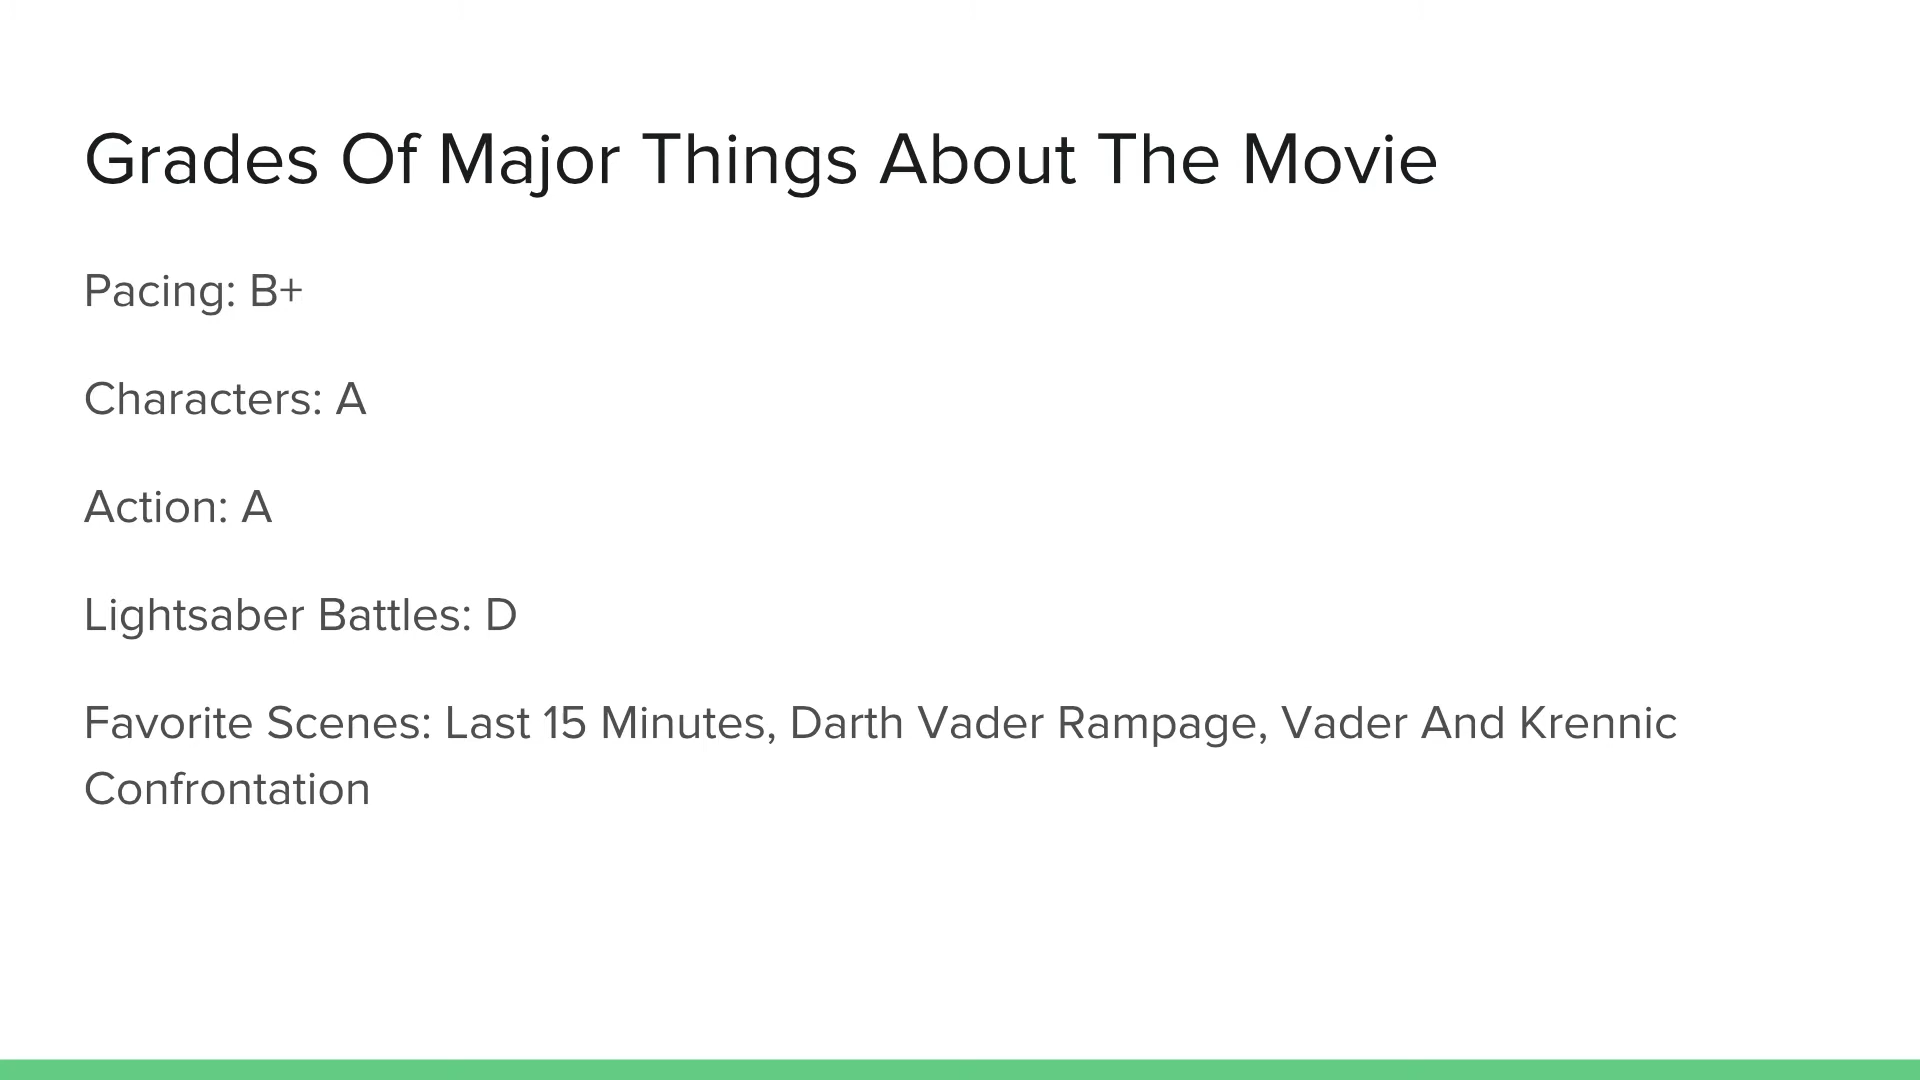 Grades Of Major Things About The Movie
Pacing: B+
Characters: A
Action: A
Lightsaber Battles: D
Favorite Scenes: Last 15 Minutes, Darth Vader Rampage, Vader And Krennic
Confrontation